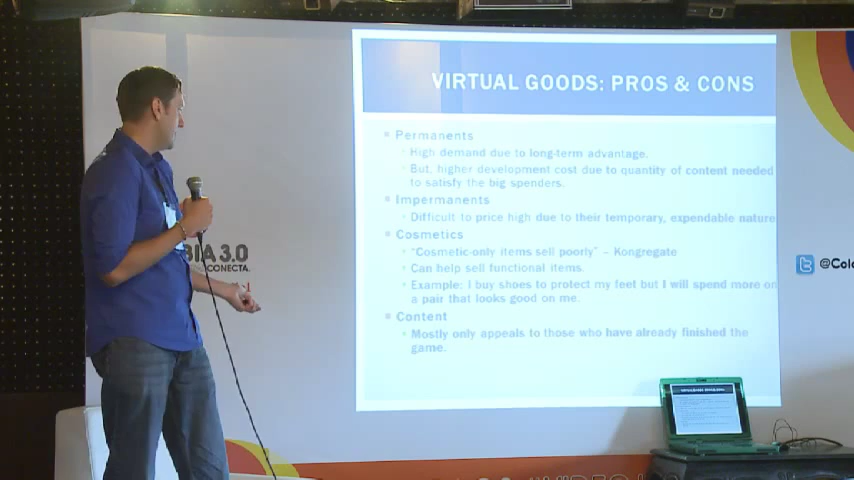 VIRTUAL GOODS: PROS & CONS
Permanents
High demand due to long-term advantage.
But, higher development cost due to quantity of content needed
to satisfy the big spenders.
Impermanents
Difficult to price high due to their temporary, expendable nature
Cosmetics
"Cosmetic-only items sell poorly" – Kongregate
Can help sell functional items.
Example: I buy shoes to protect my feet but I will spend more on
a pair that looks good on me.
Content
Mostly only appeals to those who have already finished the
game.
BIA 3.0
CONECTA.
@Colo